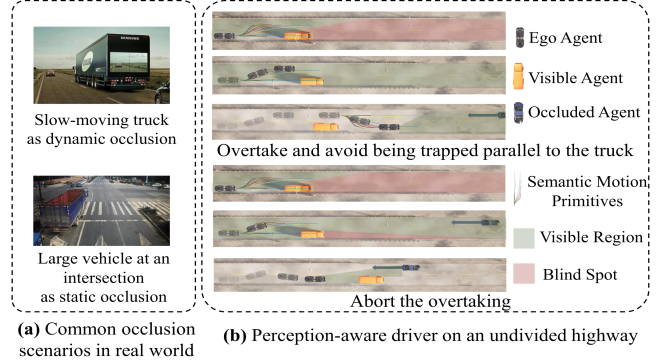 SAMSUNG
Slow-moving truck
as dynamic occlusion
Large vehicle at an
intersection
as static occlusion
(a) Common occlusion
scenarios in real world
Ego Agent
Visible Agent
Occluded Agent
Overtake and avoid being trapped parallel to the truck
Semantic Motion
Primitives
Visible Region
Blind Spot
Abort the overtaking
(b) Perception-aware driver on an undivided highway